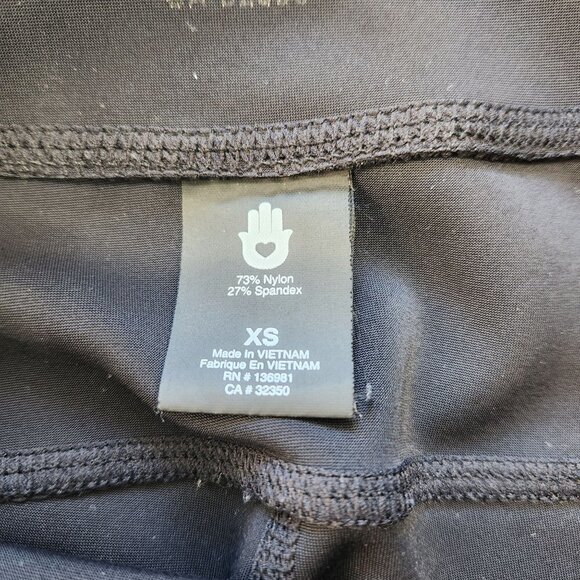 73% Nylon
27% Spandex
XS
Made In VIETNAM
Fabrique En VIETNAM
RN # 136981
CA # 32350